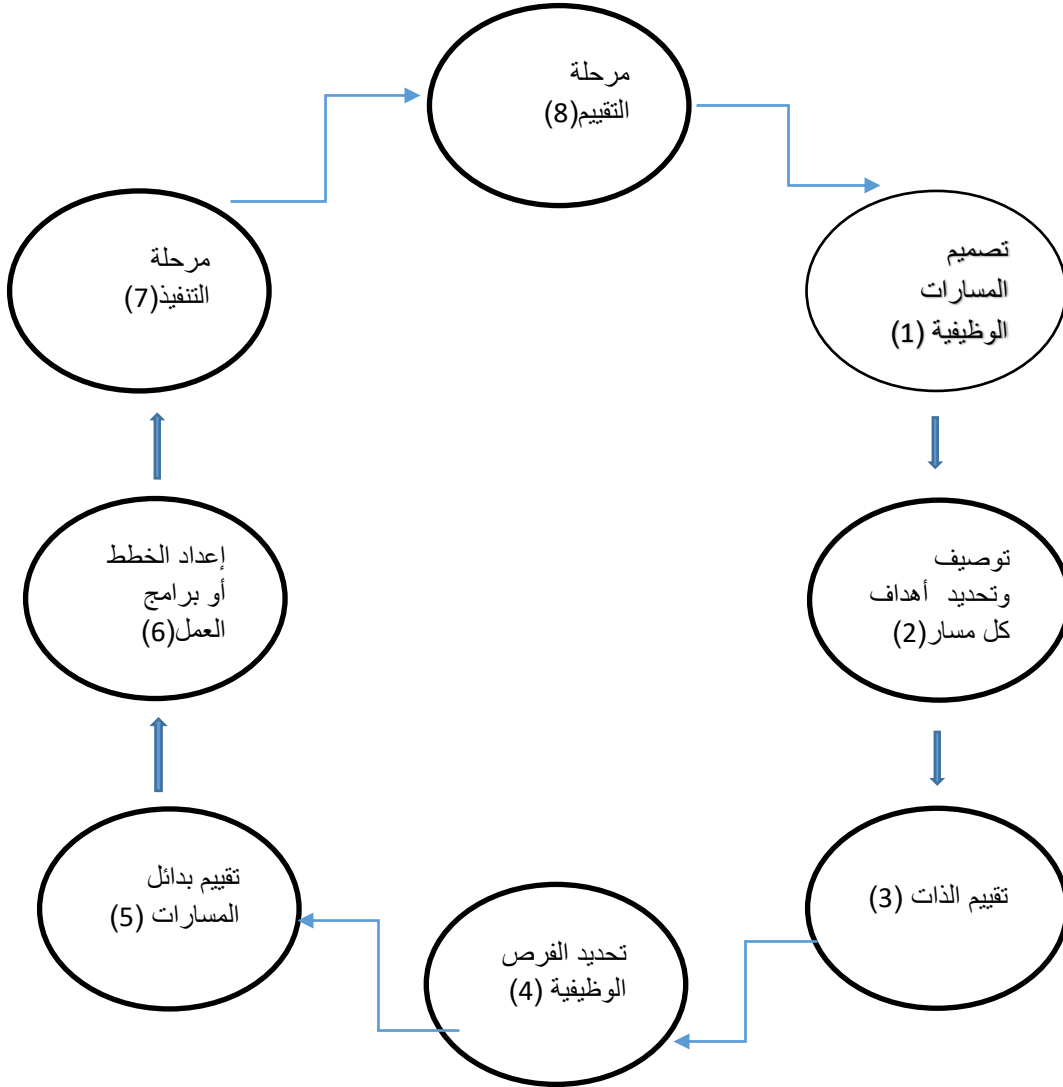 مرحلة
التقييم(8)
تصميم
المسارات
الوظيفية (1)
توصيف
وتحديد أهداف
كل مسار(2)
تقييم الذات (3)
تحديد الفرص
الوظيفية (4)
تقييم بدائل
المسارات (5)
إعداد الخطط
أو برامج
العمل(6)
مرحلة
التنفيذ(7)